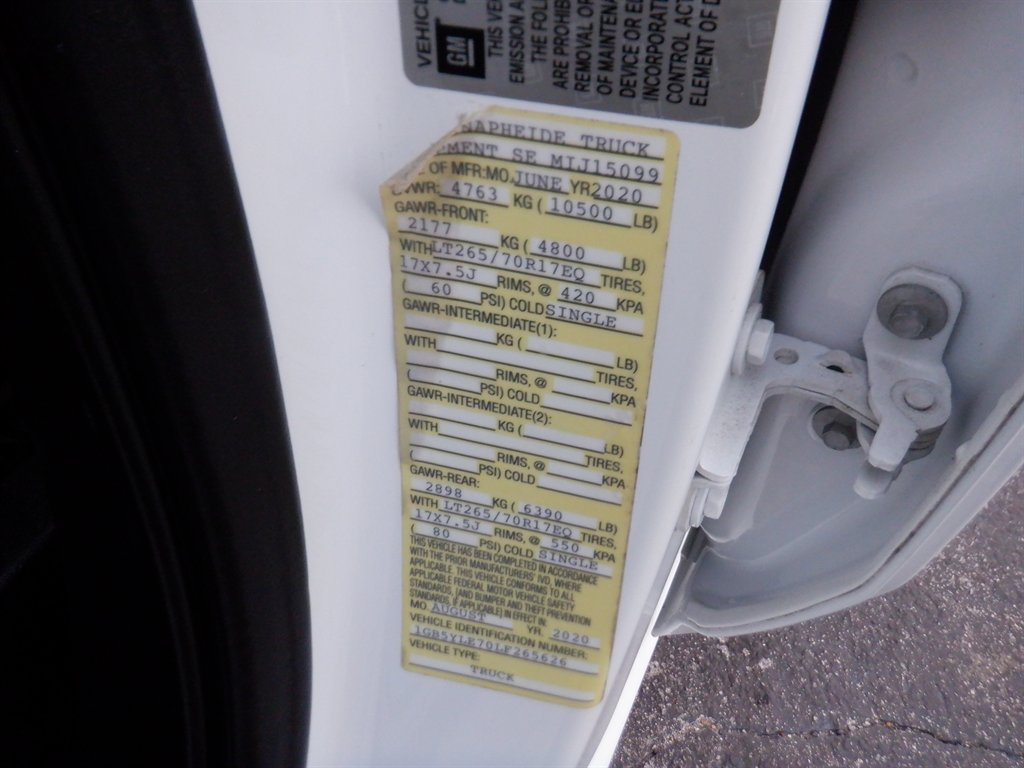 VEHIC
GM
THIS VE
EMISSION A
THE FOL
ARE PROHIB
REMOVAL OR
OF MAINTENA
DEVICE OR E
INCORPORAT
CONTROL ACT
ELEMENT OF D
NAPHEIDE TRUCK
MENT SE MIJ15099
E OF MFR:MO.JUNE YR2020
GVWR: 4763 KG ( 10500 LB)
GAWR-FRONT:
2177 KG ( 4800 LB)
WITH LT265/70R17EQ TIRES,
17X7.5J RIMS, @ 420 KPA
( 60 PSI) COLD SINGLE
GAWR-INTERMEDIATE(1):
KG ( LB)
WITH TIRES,
RIMS, @ KPA
( PSI) COLD
GAWR-INTERMEDIATE(2):
KG ( LB)
WITH TIRES,
RIMS, @ KPA
( PSI) COLD
GAWR-REAR:
2898 KG ( 6390 LB)
WITH LT265/70R17EQ TIRES,
17X7.5J RIMS, @ 550 KPA
( 80 PSI) COLD SINGLE
THIS VEHICLE HAS BEEN COMPLETED IN ACCORDANCE
WITH THE PRIOR MANUFACTURERS' IVD, WHERE
APPLICABLE. THIS VEHICLE CONFORMS TO ALL
APPLICABLE FEDERAL MOTOR VEHICLE SAFETY
STANDARDS, [AND BUMPER AND THEFT PREVENTION
STANDARDS, IF APPLICABLE] IN EFFECT IN:
MO. AUGUST YR. 2020
VEHICLE IDENTIFICATION NUMBER:
1GB5YLE70LF265626
VEHICLE TYPE:
TRUCK